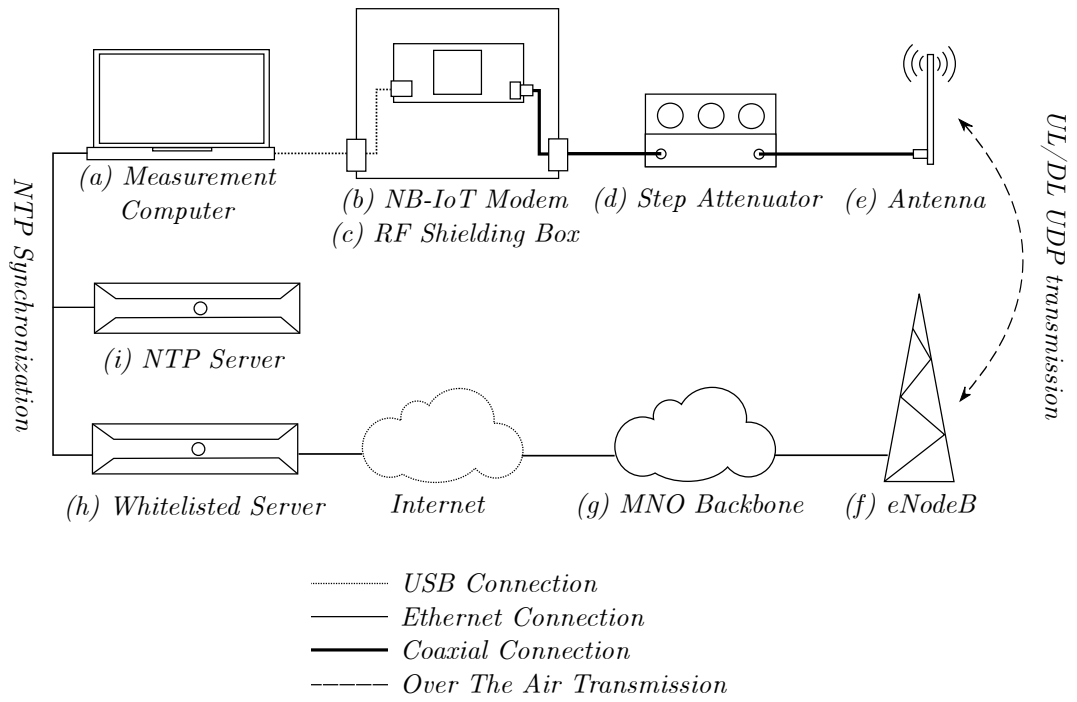 (a) Measurement
Computer
(b) NB-IoT Modem
(c) RF Shielding Box
(d) Step Attenuator
(e) Antenna
UL/DL UDP transmission
NTP Synchronization
(i) NTP Server
(h) Whitelisted Server
Internet
(g) MNO Backbone
(f) eNodeB
USB Connection
Ethernet Connection
Coaxial Connection
Over The Air Transmission